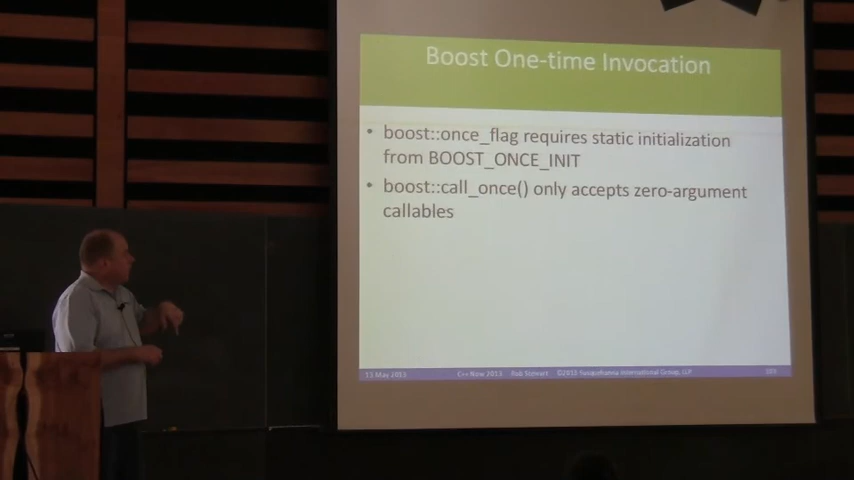 Boost One-time Invocation
• boost::once_flag requires static initialization
from BOOST_ONCE_INIT
• boost::call_once() only accepts zero-argument
callables
13 May 2013 C++ Now 2013 Rob Stewart ©2013 Susquehanna International Group, LLP